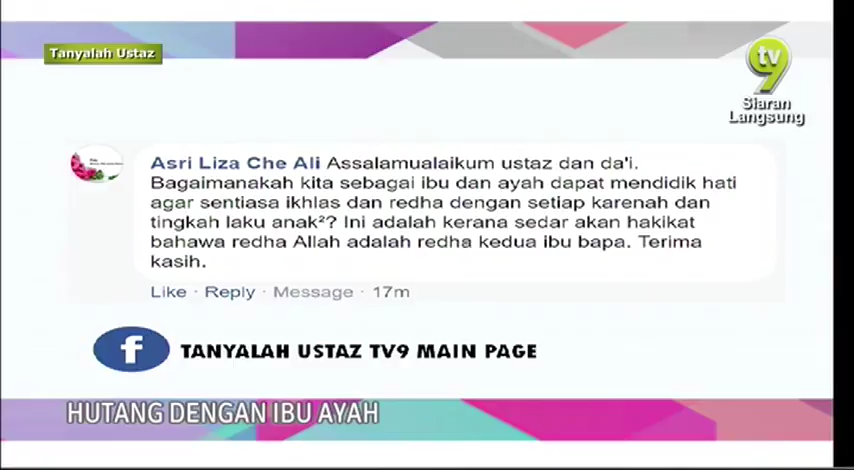 Tanyalah Ustaz
tv
9
Siaran
Langsung
Asri Liza Che Ali Assalamualaikum ustaz dan da'i.
Bagaimanakah kita sebagai ibu dan ayah dapat mendidik hati
agar sentiasa ikhlas dan redha dengan setiap karenah dan
tingkah laku anak²? Ini adalah kerana sedar akan hakikat
bahawa redha Allah adalah redha kedua ibu bapa. Terima
kasih.
Like · Reply · Message · 17m
f TANYALAH USTAZ TV9 MAIN PAGE
HUTANG DENGAN IBU AYAH